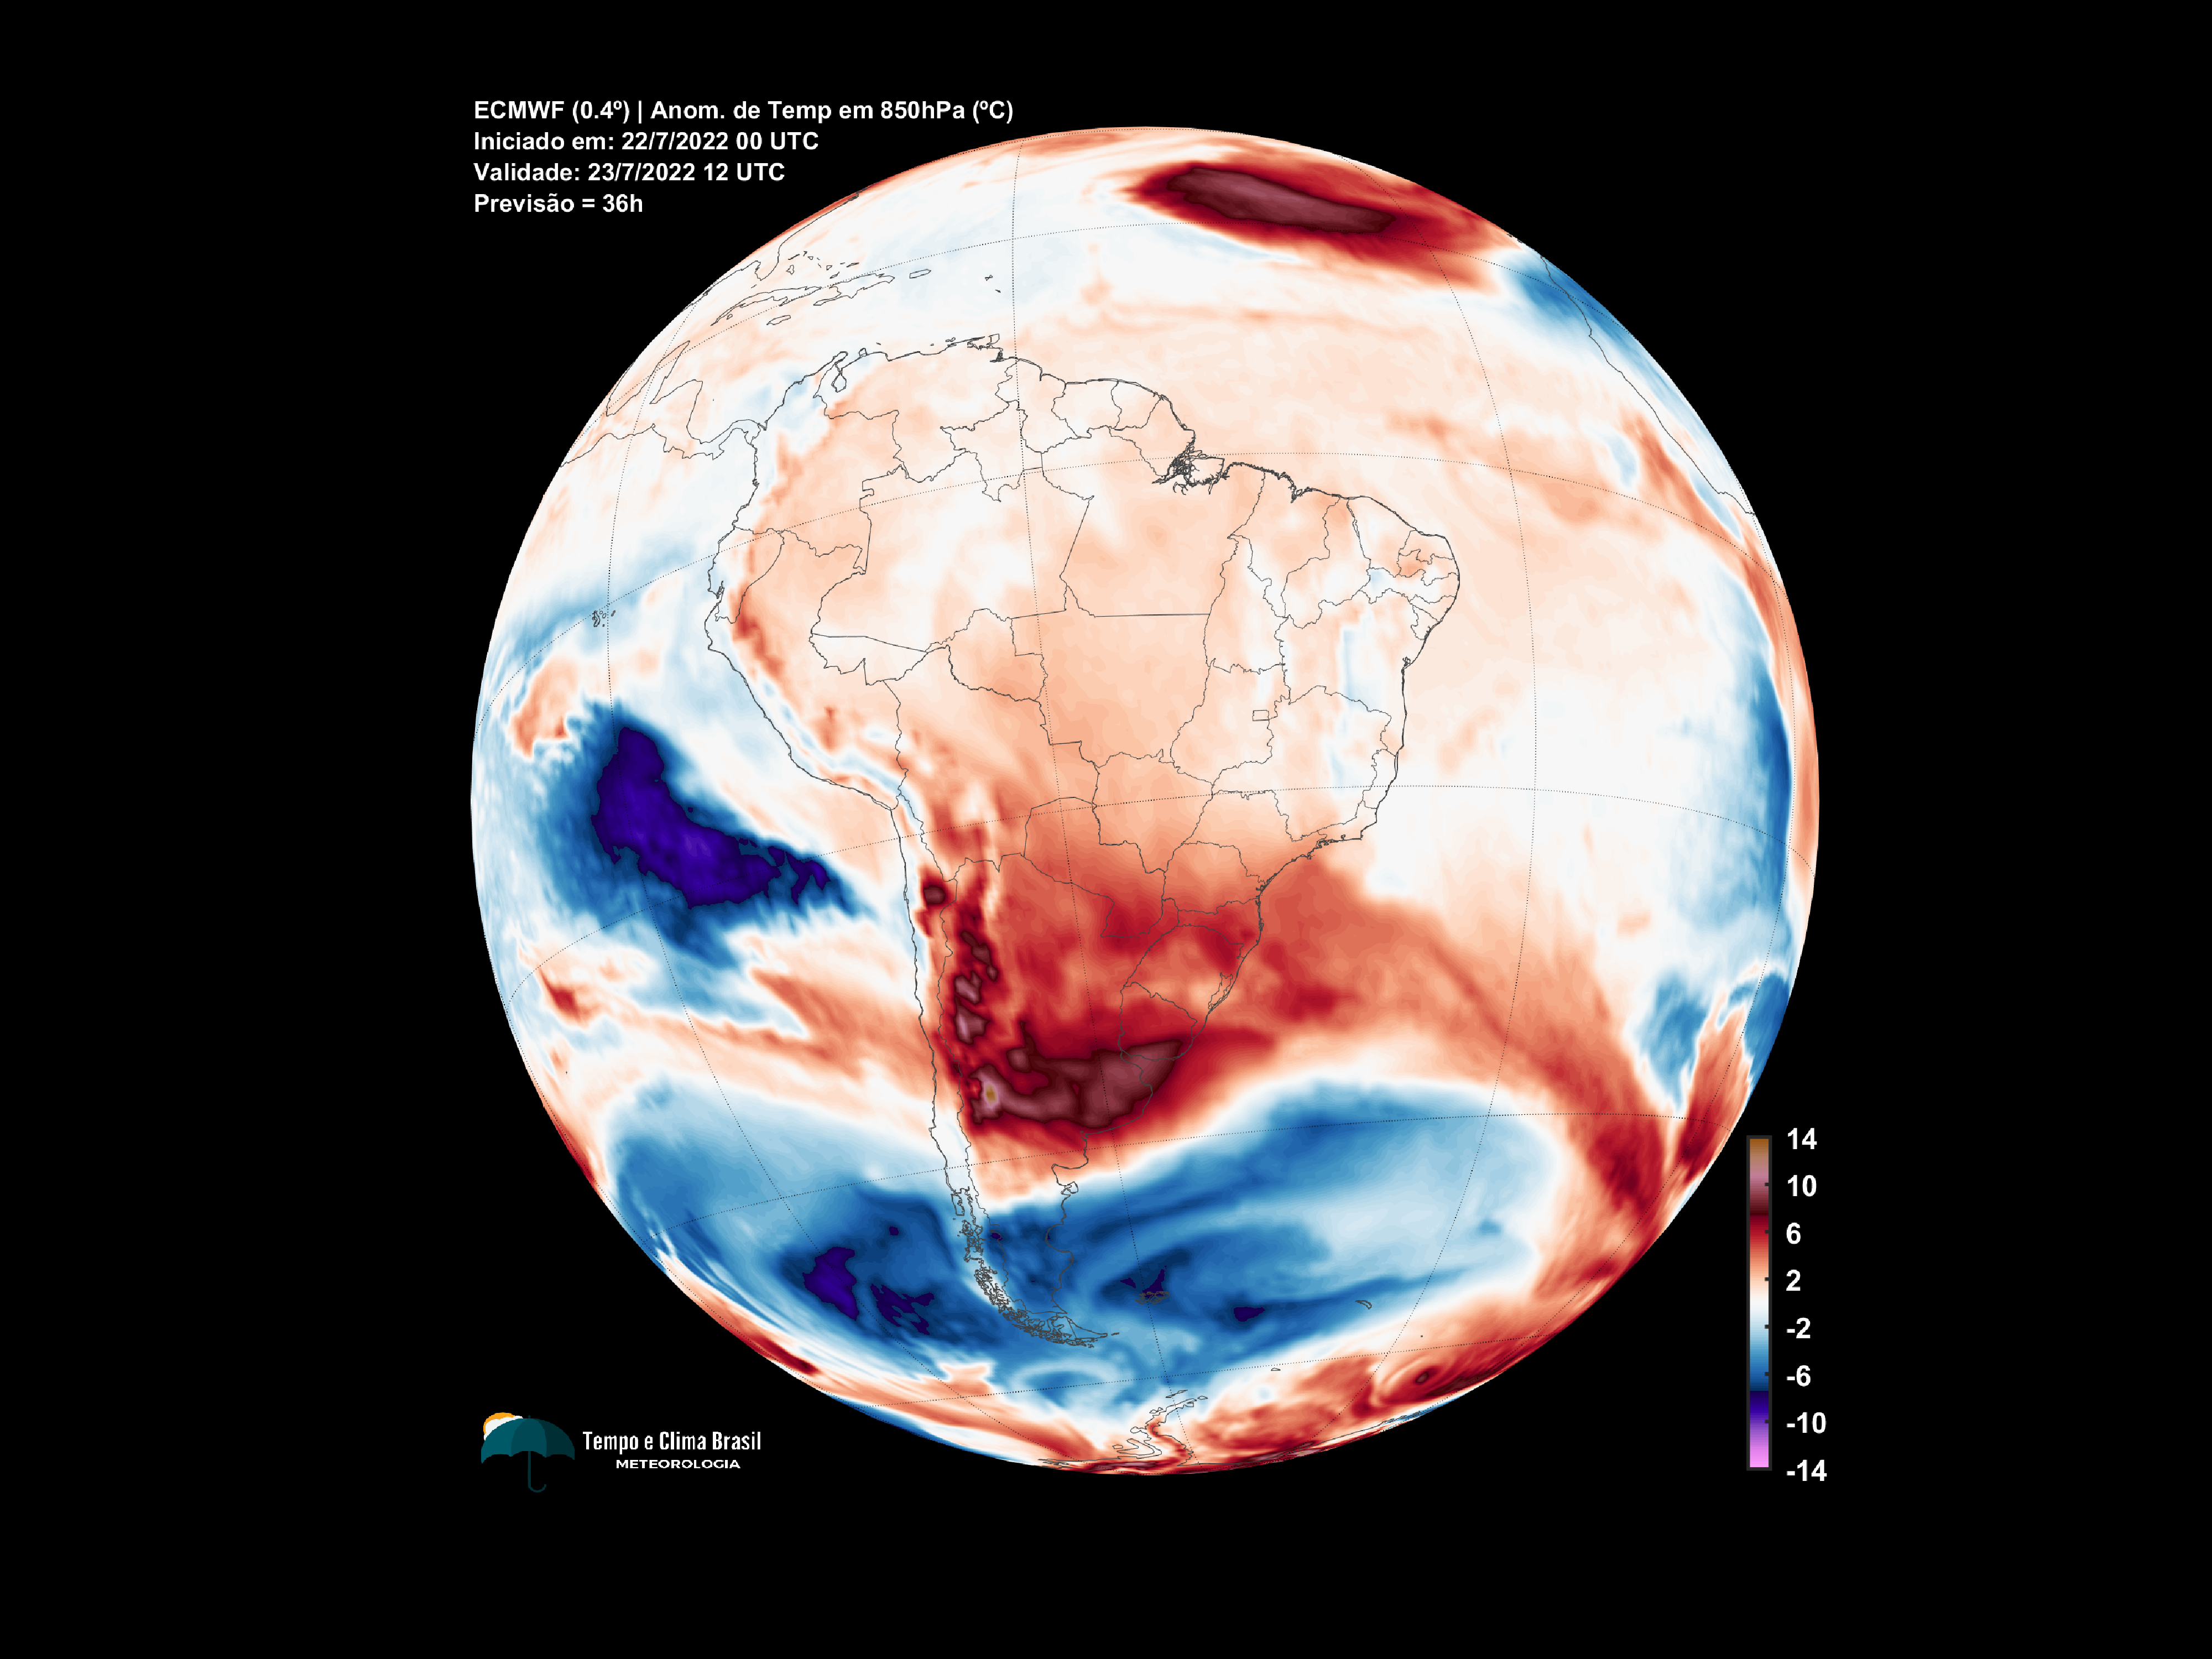 ECMWF (0.4º) | Anom. de Temp em 850hPa (ºC)
Iniciado em: 22/7/2022 00 UTC
Validade: 23/7/2022 12 UTC
Previsão = 36h
14
10
6
2
-2
-6
-10
-14
Tempo e Clima Brasil
METEOROLOGIA